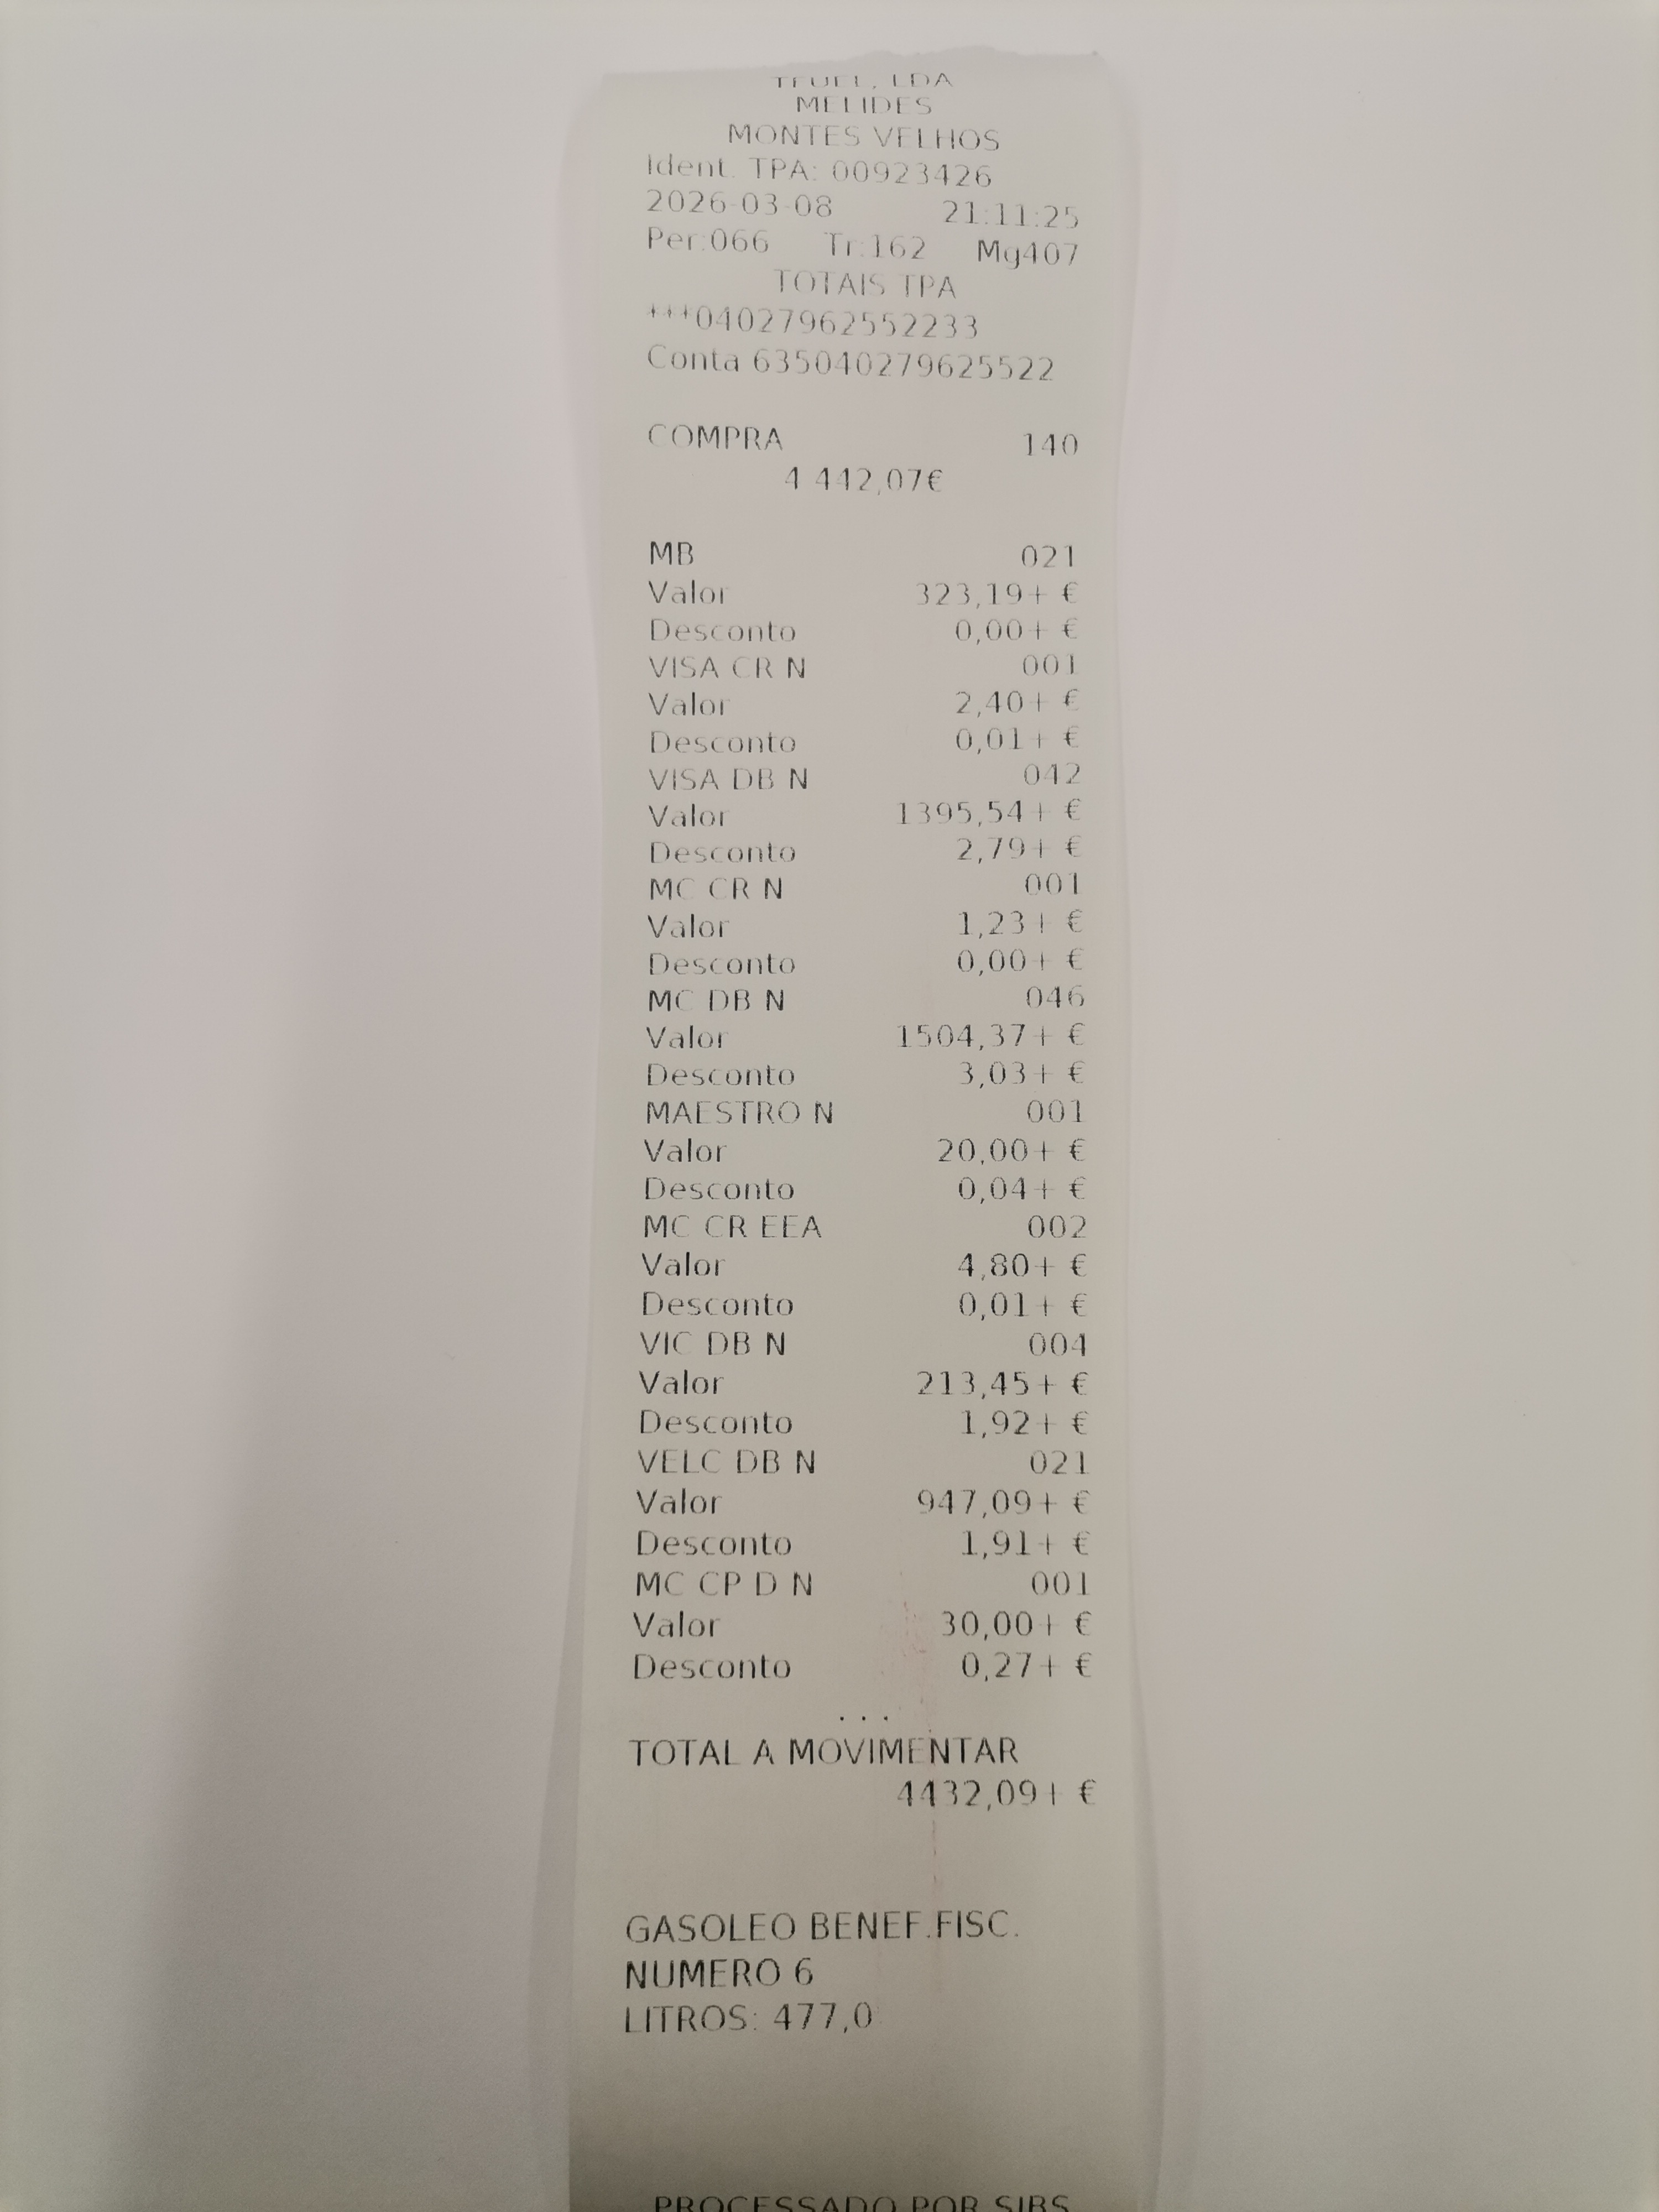 TFUEL, LDA
MELIDES
MONTES VELHOS
Ident. TPA: 00923426
2026-03-08 21:11:25
Per:066 Tr:162 Mg407
TOTAIS TPA
***04027962552233
Conta 635040279625522
COMPRA 140
4 442,07€
MB 021
Valor 323,19+ €
Desconto 0,00+ €
VISA CR N 001
Valor 2,40+ €
Desconto 0,01+ €
VISA DB N 042
Valor 1395,54+ €
Desconto 2,79+ €
MC CR N 001
Valor 1,23+ €
Desconto 0,00+ €
MC DB N 046
Valor 1504,37+ €
Desconto 3,03+ €
MAESTRO N 001
Valor 20,00+ €
Desconto 0,04+ €
MC CR EEA 002
Valor 4,80+ €
Desconto 0,01+ €
VIC DB N 004
Valor 213,45+ €
Desconto 1,92+ €
VELC DB N 021
Valor 947,09+ €
Desconto 1,91+ €
MC CP D N 001
Valor 30,00+ €
Desconto 0,27+ €
...
TOTAL A MOVIMENTAR
4432,09+ €
GASOLEO BENEF.FISC.
NUMERO 6
LITROS: 477,0
PROCESSADO POR SIBS